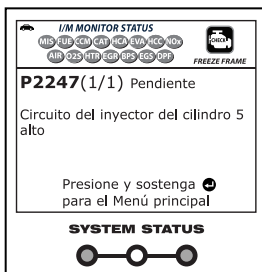 I/M MONITOR STATUS
MIS FUE CCM CAT HCA EVA HCC NOx
AIR O2S HTR EGR BPS EGS DPF
CHECK
FREEZE FRAME
P2247(1/1) Pendiente
Circuito del inyector del cilindro 5
alto
Presione y sostenga
para el Menú principal
SYSTEM STATUS